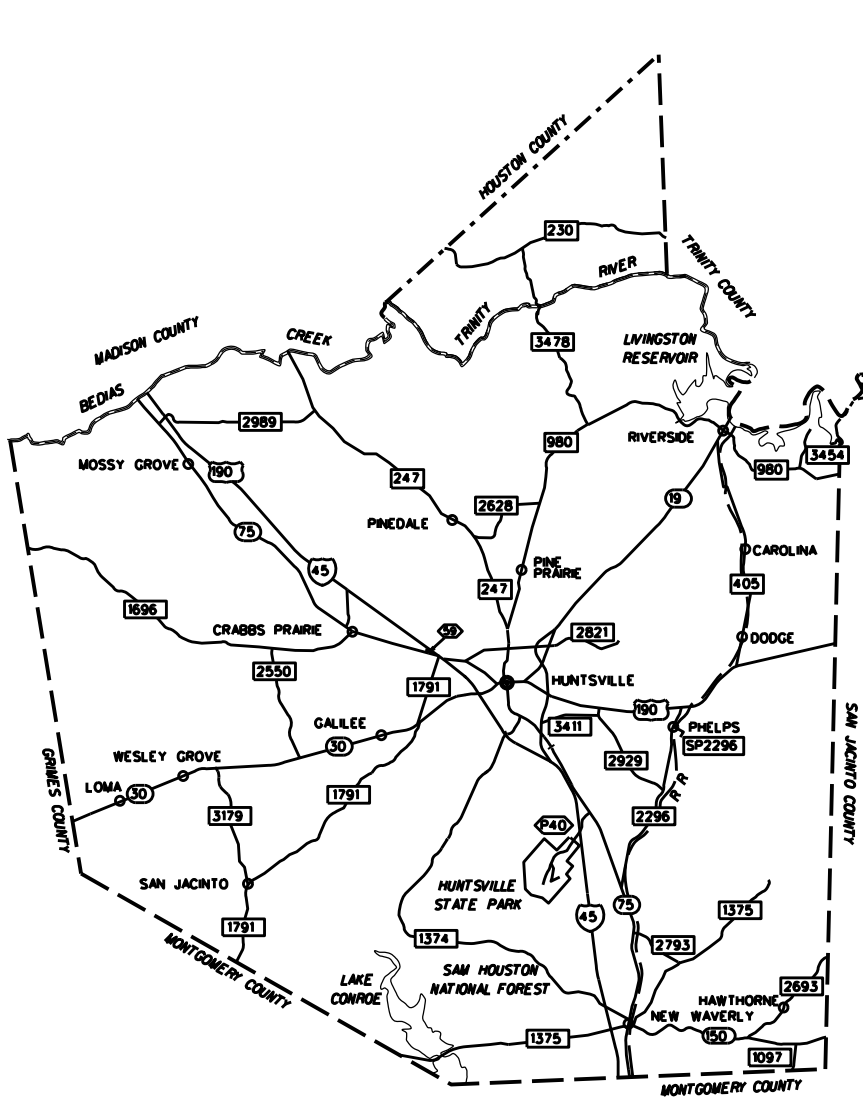 HOUSTON COUNTY
230
TRINITY COUNTY
RIVER
TRINITY
MADISON COUNTY
CREEK
3478
LIVINGSTON
RESERVOIR
BEDIAS
2989
RIVERSIDE
980
3454
MOSSY GROVE
190
980
247
19
2628
PINEDALE
75
CAROLINA
45
PINE
PRAIRIE
405
247
1696
CRABBS PRAIRIE
59
2821
DODGE
2550
1791
HUNTSVILLE
190
GALILEE
3411
PHELPS
SP2296
30
WESLEY GROVE
2929
SAN JACINTO COUNTY
GRIMES COUNTY
LOMA
30
1791
R R
3179
2296
P40
SAN JACINTO
HUNTSVILLE
STATE PARK
75
1375
45
1791
1374
2793
MONTGOMERY COUNTY
SAM HOUSTON
NATIONAL FOREST
LAKE
CONROE
2693
HAWTHORNE
NEW WAVERLY
1375
150
1097
MONTGOMERY COUNTY